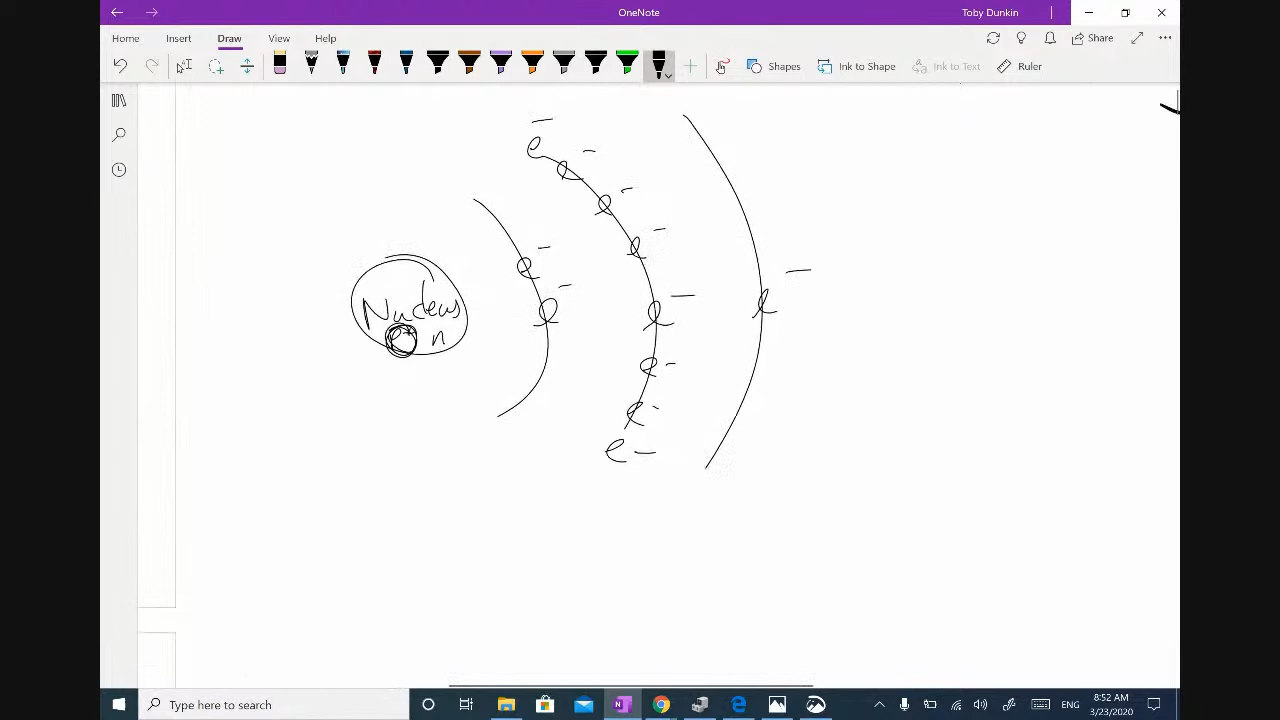 OneNote
Toby Dunkin
Home Insert Draw View Help
Share
Shapes
Ink to Shape
Ink to Text
Ruler
e⁻
e⁻
e⁻
e⁻
e⁻
e⁻
e⁻
e⁻
e⁻
Nucleus
n
e⁻
e⁻
Type here to search
N
ENG
8:52 AM
3/23/2020